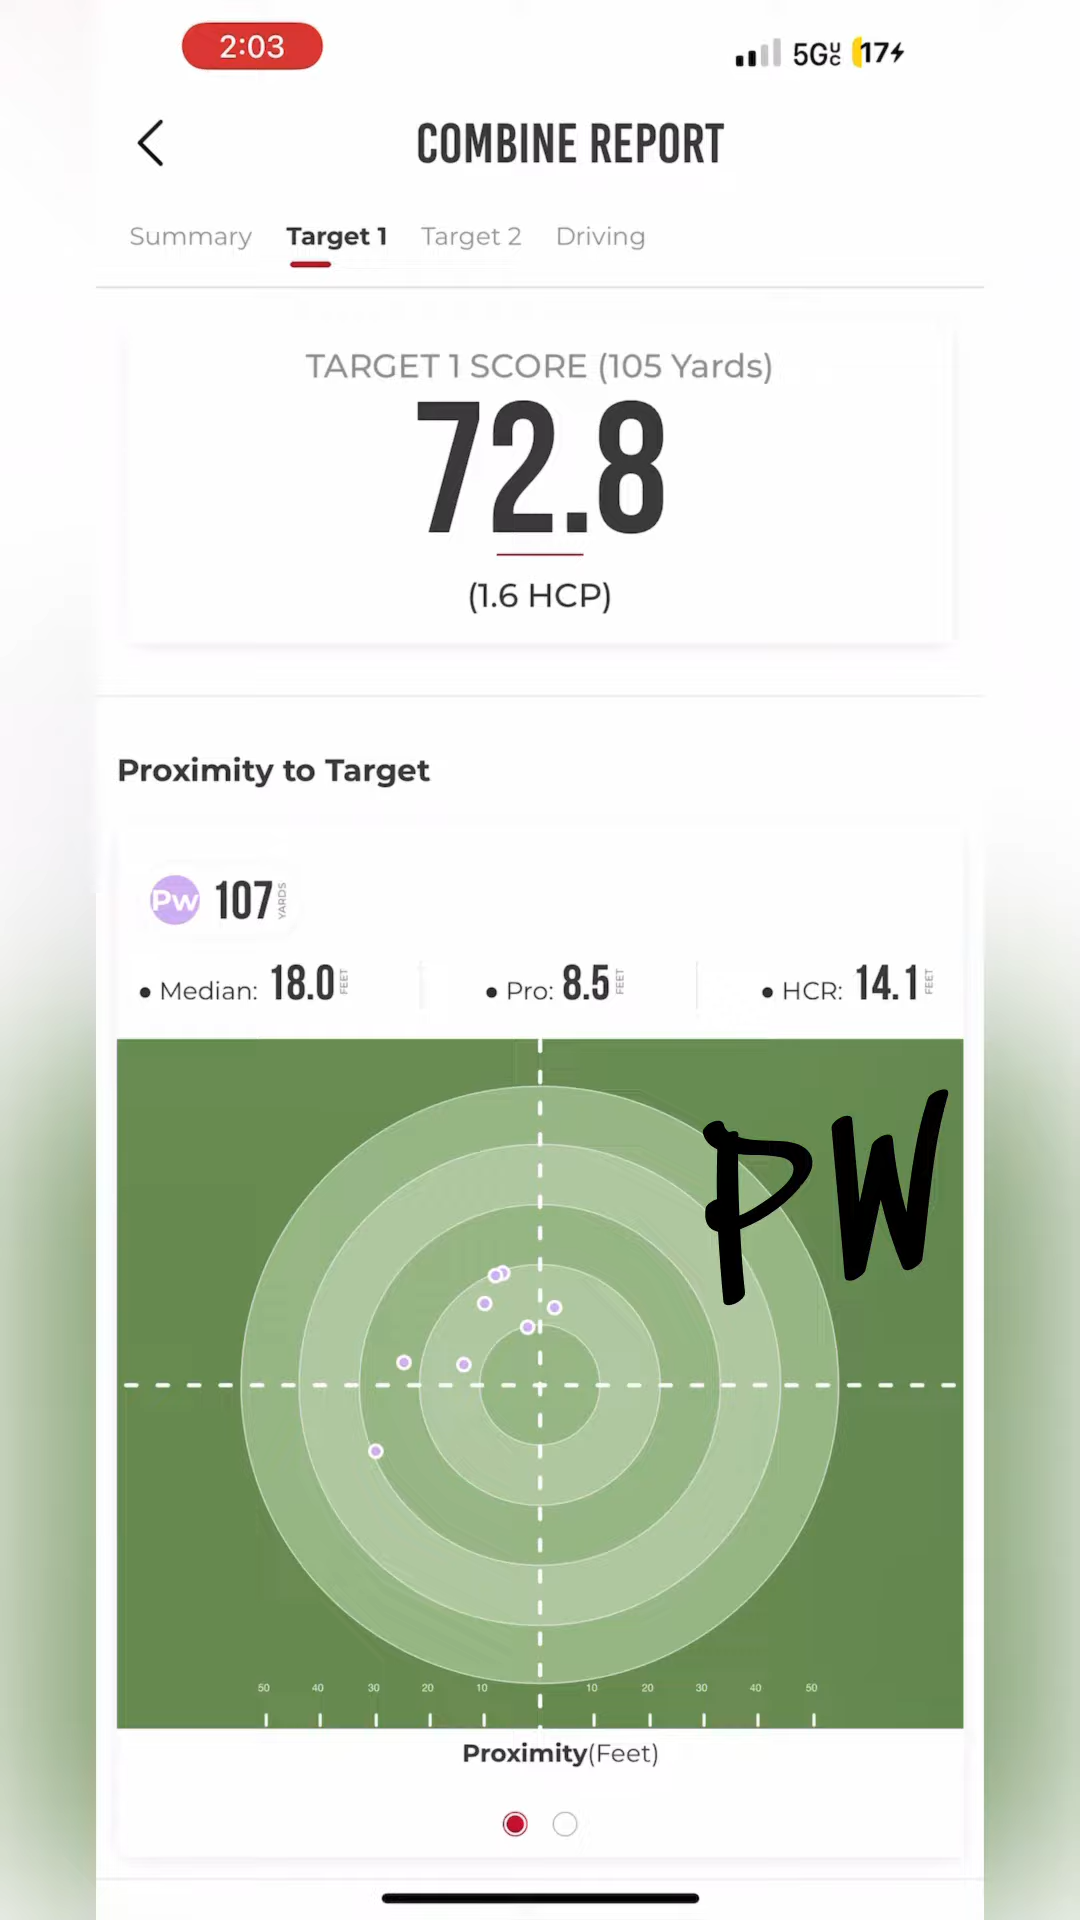 2:03
5GUC 17
COMBINE REPORT
Summary Target 1 Target 2 Driving
TARGET 1 SCORE (105 Yards)
72.8
(1.6 HCP)
Proximity to Target
PW 107 YARDS
• Median: 18.0 FEET • Pro: 8.5 FEET • HCR: 14.1 FEET
PW
50 40 30 20 10 10 20 30 40 50
Proximity(Feet)